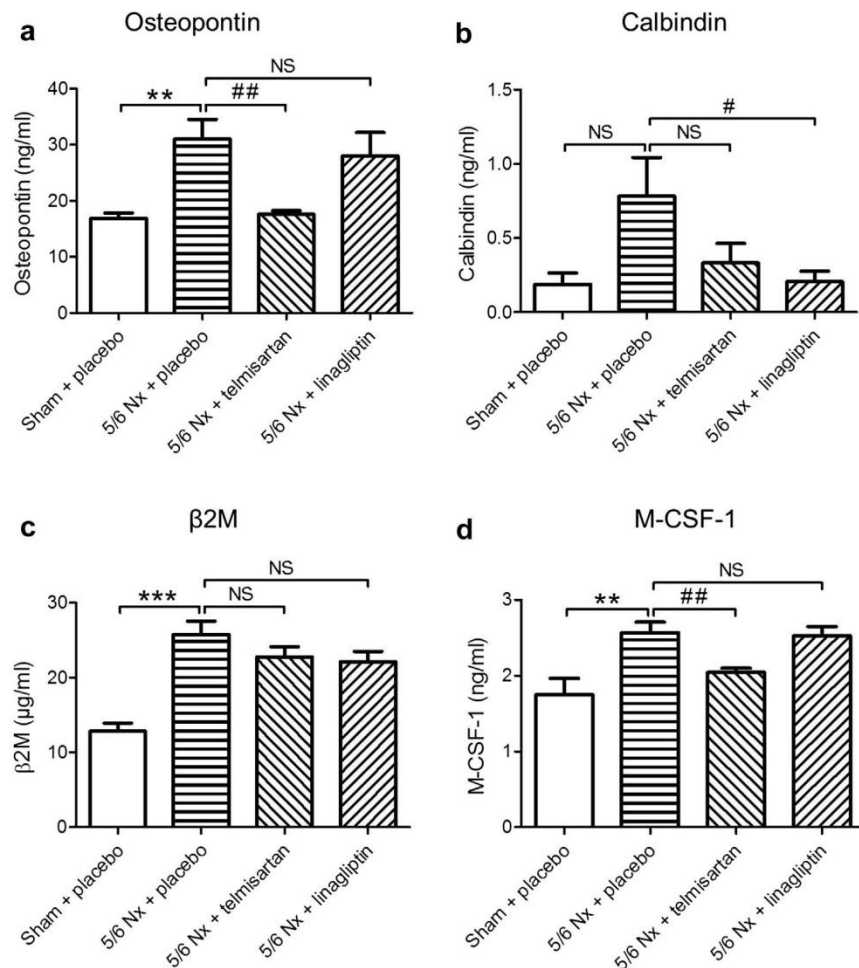 a
Osteopontin
NS
**
##
Osteopontin (ng/ml)
40
30
20
10
0
Sham + placebo
5/6 Nx + placebo
5/6 Nx + telmisartan
5/6 Nx + linagliptin
b
Calbindin
#
NS
NS
Calbindin (ng/ml)
1.5
1.0
0.5
0.0
Sham + placebo
5/6 Nx + placebo
5/6 Nx + telmisartan
5/6 Nx + linagliptin
c
β2M
NS
***
NS
β2M (µg/ml)
30
20
10
0
Sham + placebo
5/6 Nx + placebo
5/6 Nx + telmisartan
5/6 Nx + linagliptin
d
M-CSF-1
NS
**
##
M-CSF-1 (ng/ml)
3
2
1
0
Sham + placebo
5/6 Nx + placebo
5/6 Nx + telmisartan
5/6 Nx + linagliptin